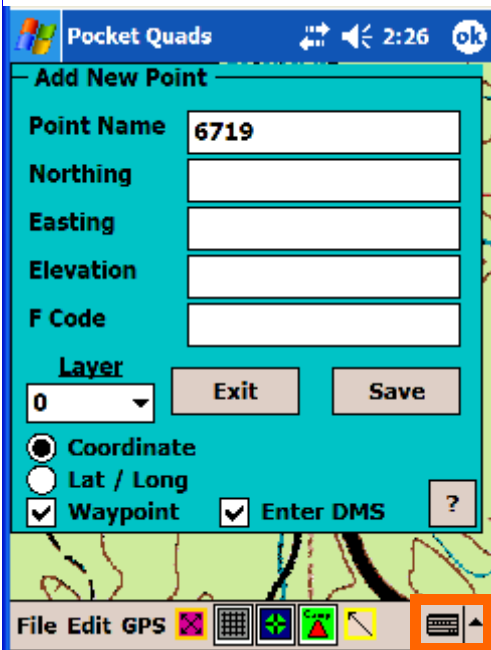 Pocket Quads 2:26 ok
Add New Point
Point Name 6719
Northing
Easting
Elevation
F Code
Layer
0 Exit Save
Coordinate
Lat / Long
Waypoint Enter DMS ?
File Edit GPS Camp